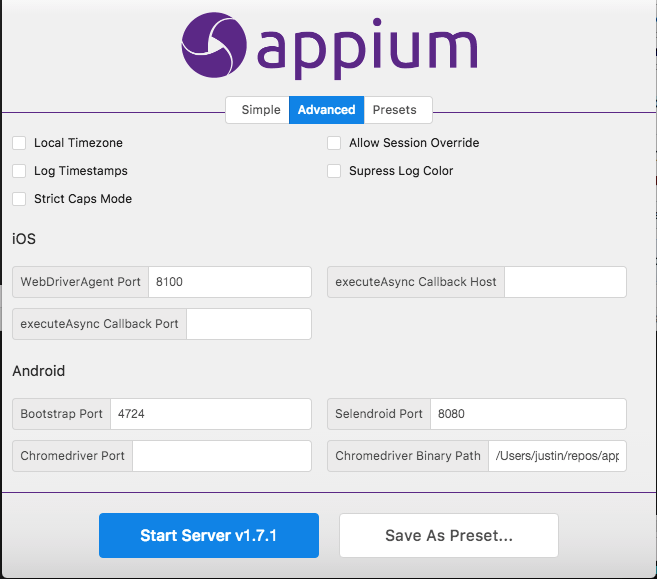 appium
Simple Advanced Presets
Local Timezone Allow Session Override
Log Timestamps Supress Log Color
Strict Caps Mode
iOS
WebDriverAgent Port 8100 executeAsync Callback Host
executeAsync Callback Port
Android
Bootstrap Port 4724 Selendroid Port 8080
Chromedriver Port Chromedriver Binary Path /Users/justin/repos/app
Start Server v1.7.1 Save As Preset...